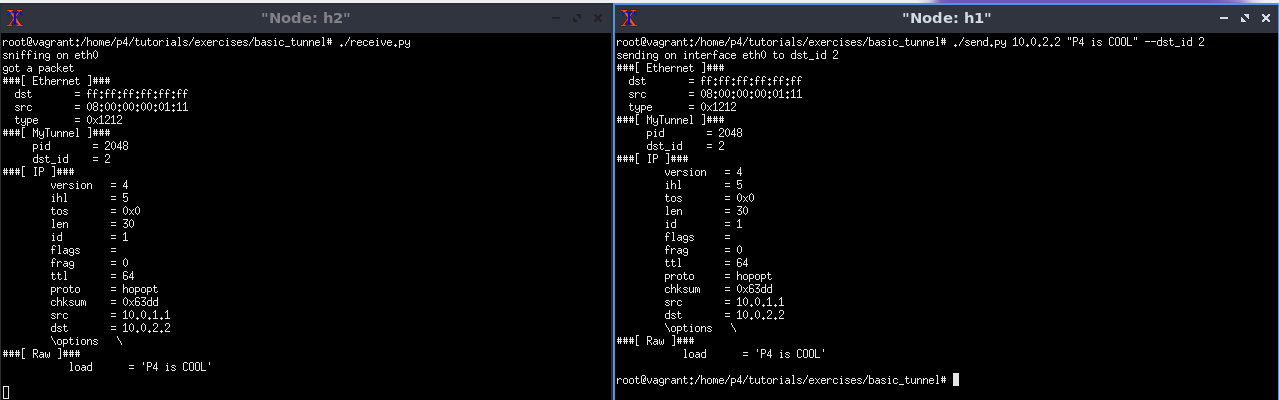 "Node: h2"
root@vagrant:/home/p4/tutorials/exercises/basic_tunnel# ./receive.py
sniffing on eth0
got a packet
###[ Ethernet ]###
  dst       = ff:ff:ff:ff:ff:ff
  src       = 08:00:00:00:01:11
  type      = 0x1212
###[ MyTunnel ]###
     pid       = 2048
     dst_id    = 2
###[ IP ]###
        version   = 4
        ihl       = 5
        tos       = 0x0
        len       = 30
        id        = 1
        flags     =
        frag      = 0
        ttl       = 64
        proto     = hopopt
        chksum    = 0x63dd
        src       = 10.0.1.1
        dst       = 10.0.2.2
        \options   \
###[ Raw ]###
           load      = 'P4 is COOL'
"Node: h1"
root@vagrant:/home/p4/tutorials/exercises/basic_tunnel# ./send.py 10.0.2.2 "P4 is COOL" --dst_id 2
sending on interface eth0 to dst_id 2
###[ Ethernet ]###
  dst       = ff:ff:ff:ff:ff:ff
  src       = 08:00:00:00:01:11
  type      = 0x1212
###[ MyTunnel ]###
     pid       = 2048
     dst_id    = 2
###[ IP ]###
        version   = 4
        ihl       = 5
        tos       = 0x0
        len       = 30
        id        = 1
        flags     =
        frag      = 0
        ttl       = 64
        proto     = hopopt
        chksum    = 0x63dd
        src       = 10.0.1.1
        dst       = 10.0.2.2
        \options   \
###[ Raw ]###
           load      = 'P4 is COOL'
root@vagrant:/home/p4/tutorials/exercises/basic_tunnel#